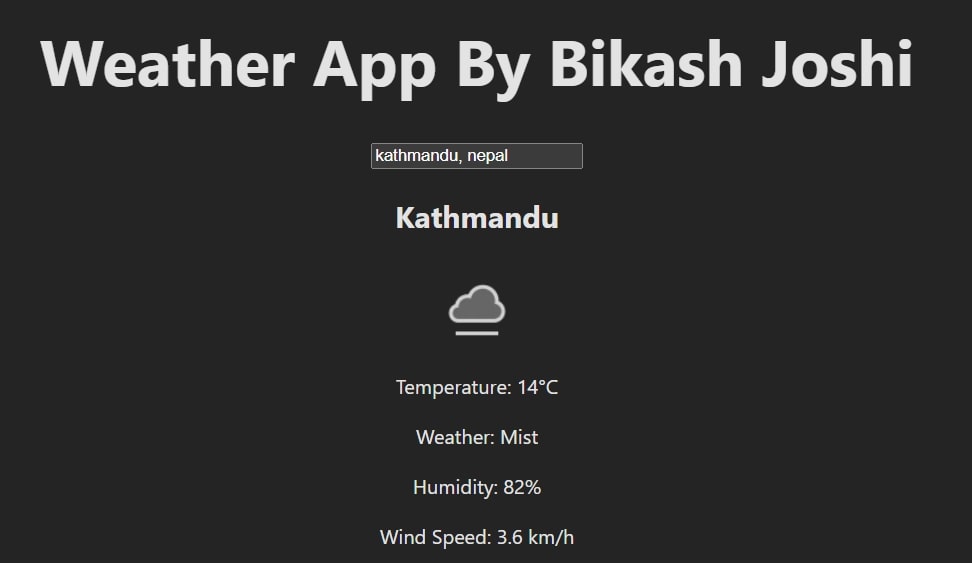 Weather App By Bikash Joshi
kathmandu, nepal
Kathmandu
Temperature: 14°C
Weather: Mist
Humidity: 82%
Wind Speed: 3.6 km/h